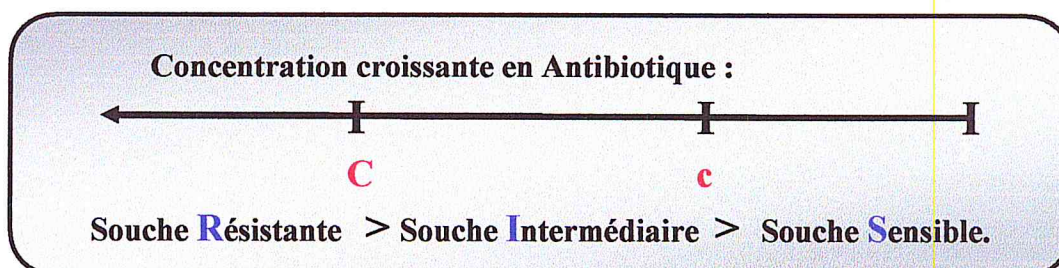 Concentration croissante en Antibiotique :
C c
Souche Résistante > Souche Intermédiaire > Souche Sensible.